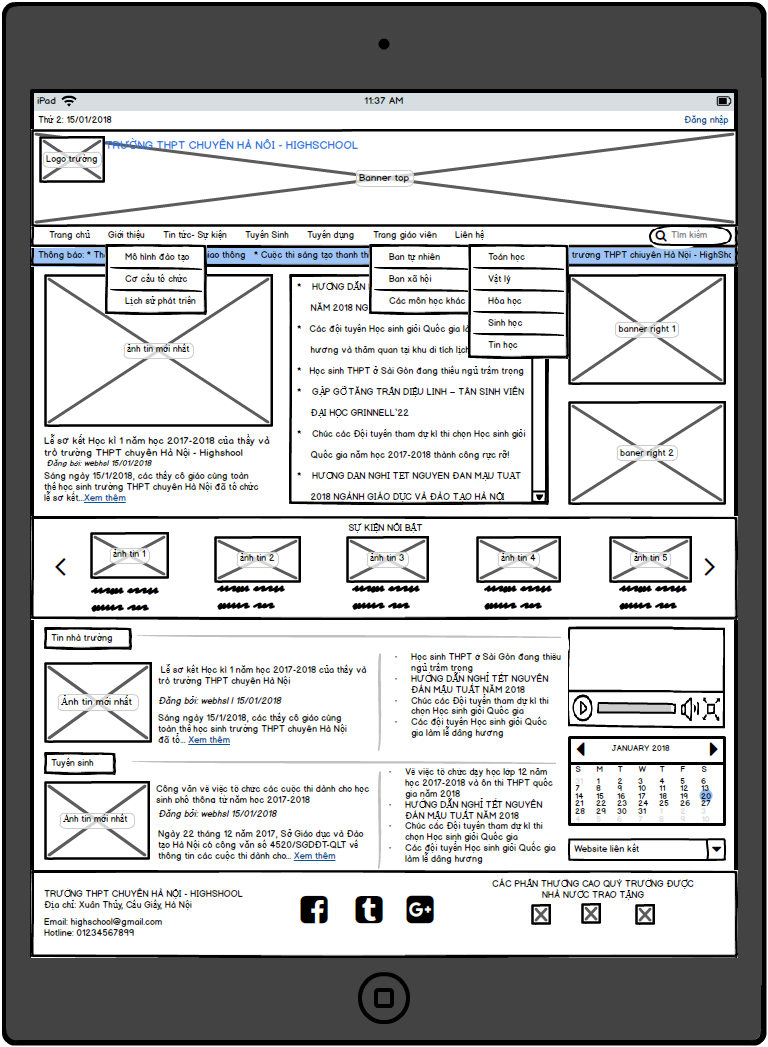 iPad
11:37 AM
Thứ 2: 15/01/2018
Đăng nhập
Logo trường
TRƯỜNG THPT CHUYÊN HÀ NỘI - HIGHSCHOOL
Banner top
Trang chủ
Giới thiệu
Tin tức- Sự kiện
Tuyển Sinh
Tuyển dụng
Trang giáo viên
Liên hệ
Tìm kiếm
Thông báo: * Th
iao thông * Cuộc thi sáng tạo thanh th
trường THPT chiuyên Hà Nội - HighSho
Mô hình đào tạo
Cơ cấu tổ chức
Lịch sử phát triển
Ban tự nhiên
Ban xã hội
Các môn học khác
Toán học
Vật lý
Hóa học
Sinh học
Tin học
ảnh tin mới nhất
Lễ sơ kết Học kì 1 năm học 2017-2018 của thầy và
trò trường THPT chuyên Hà Nội - Highshool
Đăng bởi: webhsl 15/01/2018
Sáng ngày 15/1/2018, các thầy cô giáo cùng toàn
thể học sinh trường THPT chuyên Hà Nội đã tổ chức
lễ sơ kết...Xem thêm
* HƯỚNG DẪN
NĂM 2018 NG
* Các đội tuyển Học sinh giỏi Quốc gia là
hương và thăm quan tại khu di tích lịch
* Học sinh THPT ở Sài Gòn đang thiếu ngủ trầm trọng
* GẶP GỠ TĂNG TRẦN DIỆU LINH – TÂN SINH VIÊN
ĐẠI HỌC GRINNELL'22
* Chúc các Đội tuyển tham dự kì thi chọn Học sinh giỏi
Quốc gia năm học 2017-2018 thành công rực rỡ!
* HƯỚNG DẪN NGHỈ TẾT NGUYÊN ĐÁN MẬU TUẤT
2018 NGÀNH GIÁO DỤC VÀ ĐÀO TẠO HÀ NỘI
banner right 1
baner right 2
SỰ KIỆN NỔI BẬT
ảnh tin 1
ảnh tin 2
ảnh tin 3
ảnh tin 4
ảnh tin 5
Tin nhà trường
Ảnh tin mới nhất
Lễ sơ kết Học kì 1 năm học 2017-2018 của thầy và
trò trường THPT chuyên Hà Nội
Đăng bởi: webhsl | 15/01/2018
Sáng ngày 15/1/2018, các thầy cô giáo cùng
toàn thể học sinh trường THPT chuyên Hà Nội
đã tổ... Xem thêm
· Học sinh THPT ở Sài Gòn đang thiếu
ngủ trầm trọng
· HƯỚNG DẪN NGHỈ TẾT NGUYÊN
ĐÁN MẬU TUẤT NĂM 2018
· Chúc các Đội tuyển tham dự kì thi
chọn Học sinh giỏi Quốc gia
· Các đội tuyển Học sinh giỏi Quốc
gia làm lễ dâng hương
Tuyển sinh
Ảnh tin mới nhất
Công văn về việc tổ chức các cuộc thi dành cho học
sinh phổ thông từ năm học 2017-2018
Đăng bởi: webhsl 15/01/2018
Ngày 22 tháng 12 năm 2017, Sở Giáo dục và Đào
tạo Hà Nội có công văn số 4520/SGDĐT-QLT về
thông tin các cuộc thi dành cho... Xem thêm
· Về việc tổ chức dạy học lớp 12 năm
học 2017-2018 và ôn thi THPT quốc
gia năm 2018
· HƯỚNG DẪN NGHỈ TẾT NGUYÊN
ĐÁN MẬU TUẤT NĂM 2018
· Chúc các Đội tuyển tham dự kì thi
chọn Học sinh giỏi Quốc gia
· Các đội tuyển Học sinh giỏi Quốc gia
làm lễ dâng hương
JANUARY 2018
S M T W T F S
31 1 2 3 4 5 6
7 8 9 10 11 12 13
14 15 16 17 18 19 20
21 22 23 24 25 26 27
28 29 30 31 1 2 3
4 5 6 7 8 9 10
Website liên kết
TRƯỜNG THPT CHUYÊN HÀ NỘI - HIGHSHOOL
Địa chỉ: Xuân Thủy, Cầu Giấy, Hà Nội
Email: highschool@gmail.com
Hotline: 01234567899
f
t
G+
CÁC PHẦN THƯỞNG CAO QUÝ TRƯỜNG ĐƯỢC
NHÀ NƯỚC TRAO TẶNG